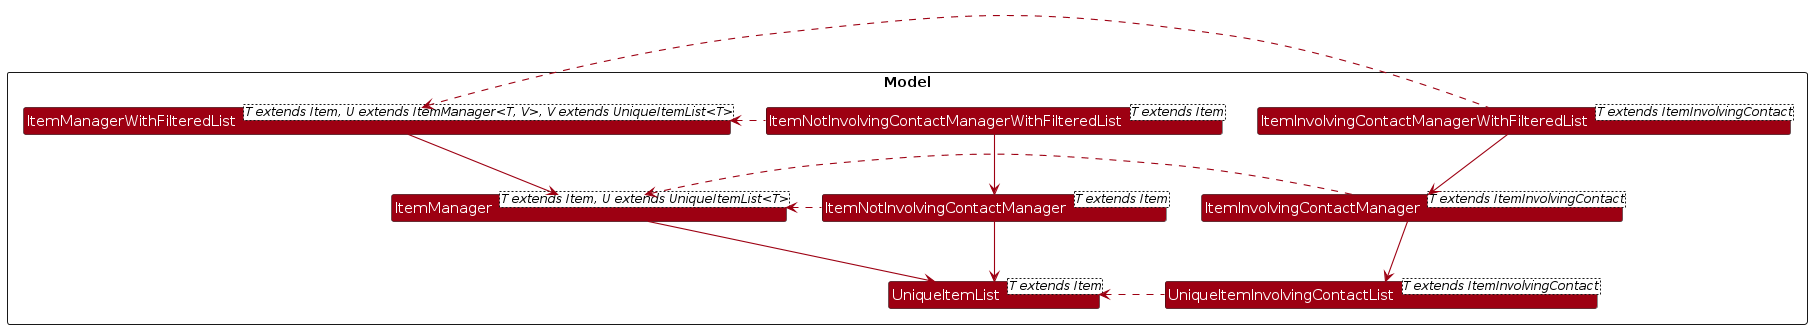 Model
ItemManagerWithFilteredList
T extends Item, U extends ItemManager<T, V>, V extends UniqueItemList<T>
ItemNotInvolvingContactManagerWithFilteredList
T extends Item
ItemInvolvingContactManagerWithFilteredList
T extends ItemInvolvingContact
ItemManager
T extends Item, U extends UniqueItemList<T>
ItemNotInvolvingContactManager
T extends Item
ItemInvolvingContactManager
T extends ItemInvolvingContact
UniqueItemList
T extends Item
UniqueItemInvolvingContactList
T extends ItemInvolvingContact